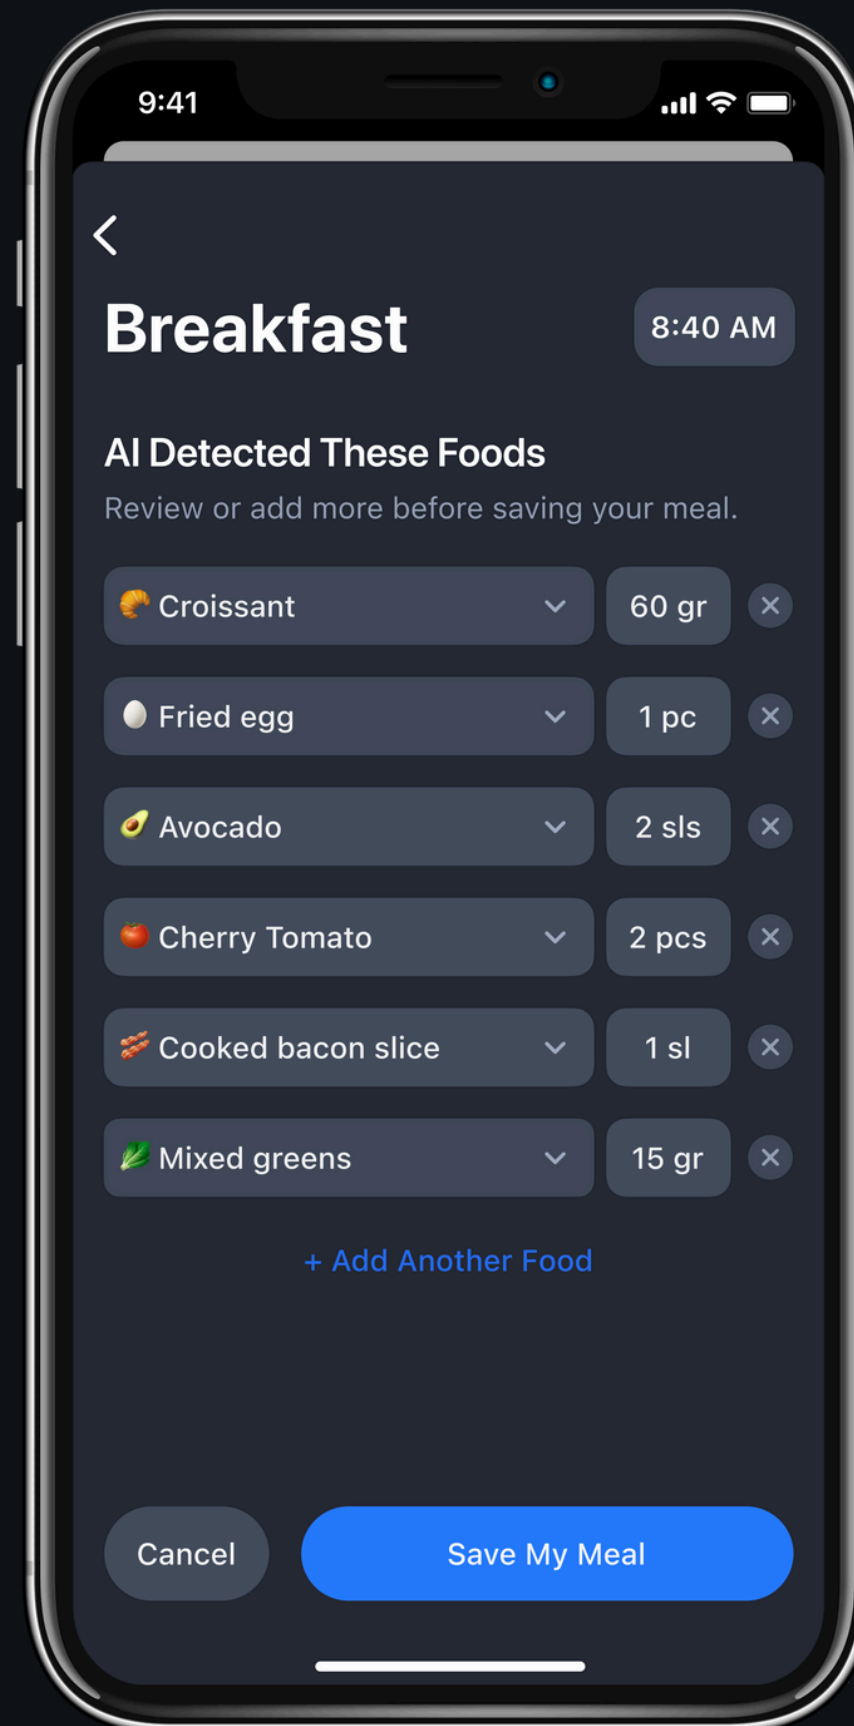 9:41
Breakfast
8:40 AM
AI Detected These Foods
Review or add more before saving your meal.
Croissant
60 gr
Fried egg
1 pc
Avocado
2 sls
Cherry Tomato
2 pcs
Cooked bacon slice
1 sl
Mixed greens
15 gr
+ Add Another Food
Cancel
Save My Meal